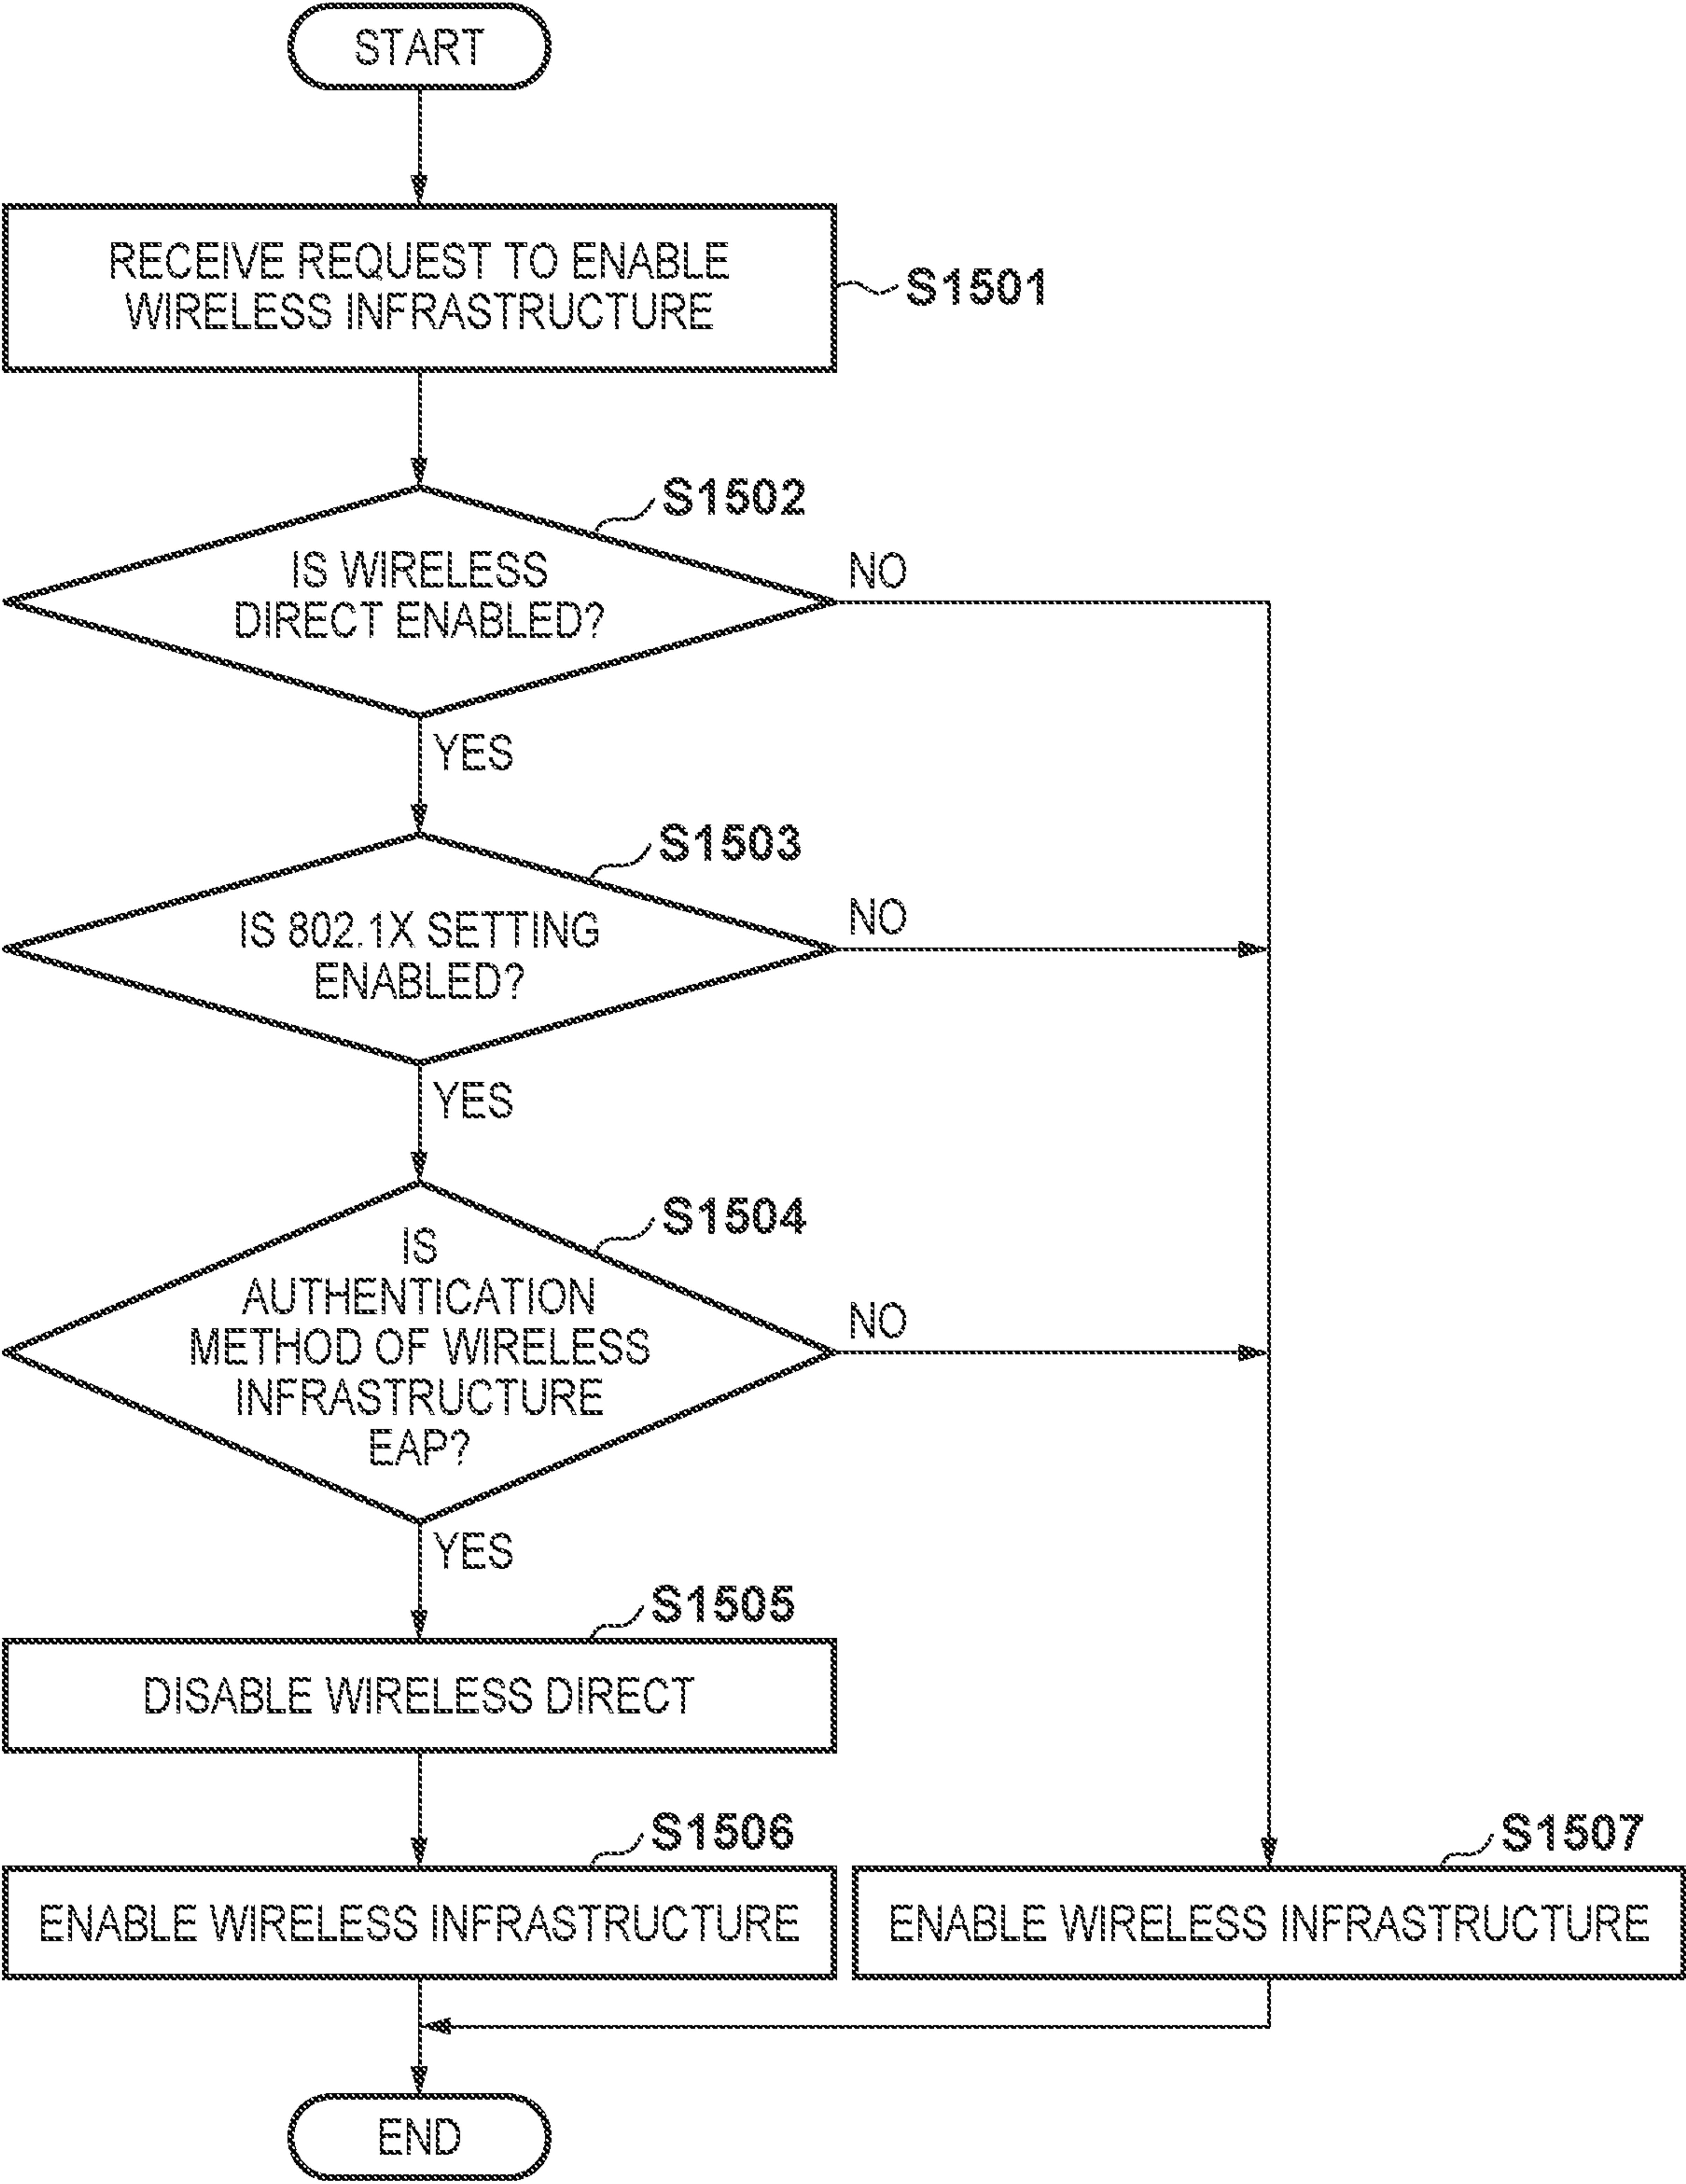 START
RECEIVE REQUEST TO ENABLE
WIRELESS INFRASTRUCTURE
S1501
S1502
IS WIRELESS
DIRECT ENABLED?
NO
YES
S1503
IS 802.1X SETTING
ENABLED?
NO
YES
S1504
IS
AUTHENTICATION
METHOD OF WIRELESS
INFRASTRUCTURE
EAP?
NO
YES
S1505
DISABLE WIRELESS DIRECT
S1506
ENABLE WIRELESS INFRASTRUCTURE
S1507
ENABLE WIRELESS INFRASTRUCTURE
END